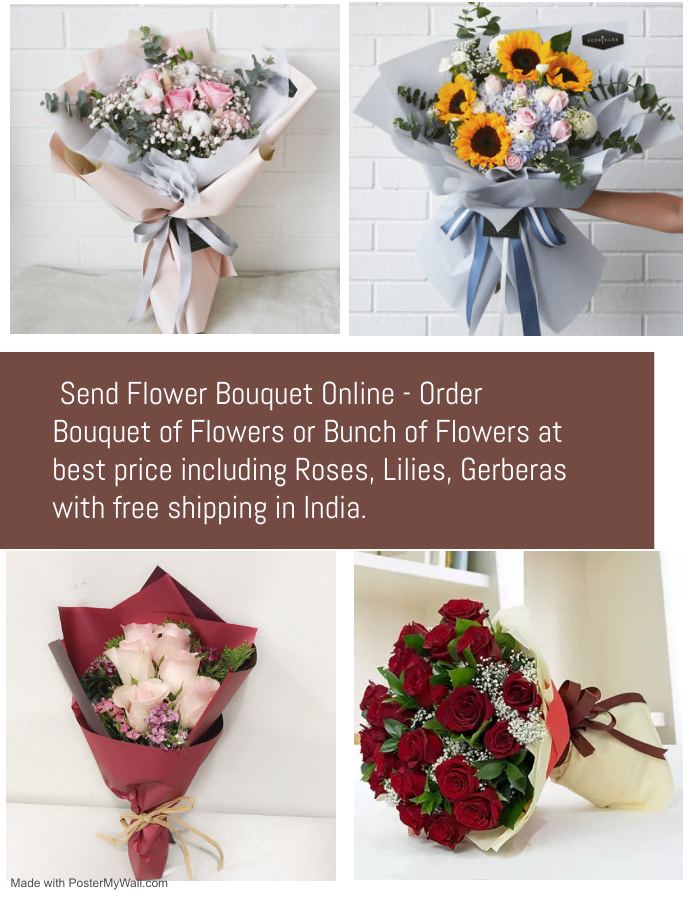 SCENTALES
Send Flower Bouquet Online - Order
Bouquet of Flowers or Bunch of Flowers at
best price including Roses, Lilies, Gerberas
with free shipping in India.
Made with PosterMyWall.com